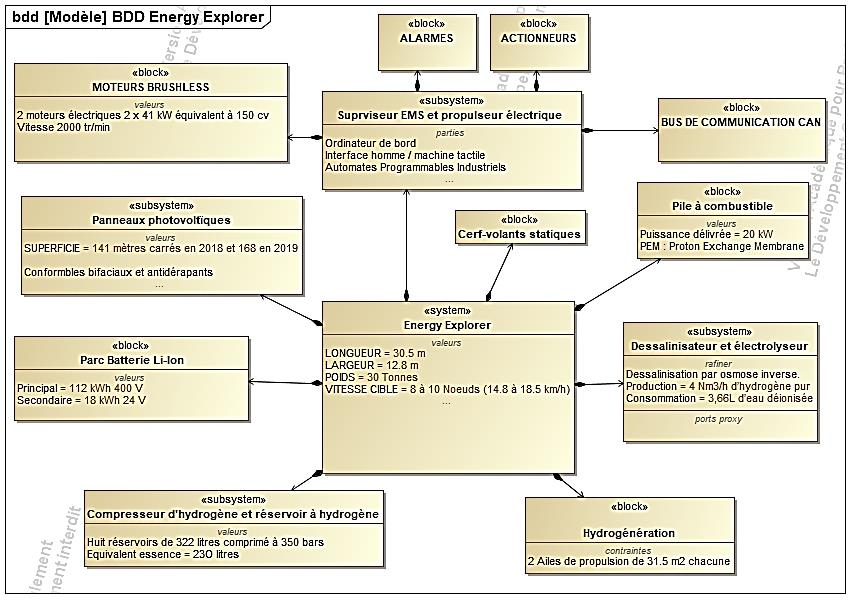 bdd [Modèle] BDD Energy Explorer
«block»
ALARMES
«block»
ACTIONNEURS
«block»
MOTEURS BRUSHLESS
valeurs
2 moteurs électriques 2 x 41 kW équivalent à 150 cv
Vitesse 2000 tr/min
«subsystem»
Suprviseur EMS et propulseur électrique
parties
Ordinateur de bord
Interface homme / machine tactile
Automates Programmables Industriels
...
«block»
BUS DE COMMUNICATION CAN
«subsystem»
Panneaux photovoltïques
valeurs
SUPERFICIE = 141 mètres carrés en 2018 et 168 en 2019
Conformbles bifaciaux et antidérapants
...
«block»
Cerf-volants statiques
«block»
Pile à combustible
valeurs
Puissance délivrée = 20 kW
PEM : Proton Exchange Membrane
«system»
Energy Explorer
valeurs
LONGUEUR = 30.5 m
LARGEUR = 12.8 m
POIDS = 30 Tonnes
VITESSE CIBLE = 8 à 10 Noeuds (14.8 à 18.5 km/h)
...
«block»
Parc Batterie Li-Ion
valeurs
Principal = 112 kWh 400 V
Secondaire = 18 kWh 24 V
«subsystem»
Dessalinisateur et électrolyseur
rafiner
Dessalinisation par osmose inverse.
Production = 4 Nm3/h d'hydrogène pur
Consommation = 3,66L d'eau déionisée
ports proxy
«subsystem»
Compresseur d'hydrogène et réservoir à hydrogène
valeurs
Huit réservoirs de 322 litres comprimé à 350 bars
Equivalent essence = 23O litres
«block»
Hydrogénération
contraintes
2 Ailes de propulsion de 31.5 m2 chacune
Le Développement
ment interdit